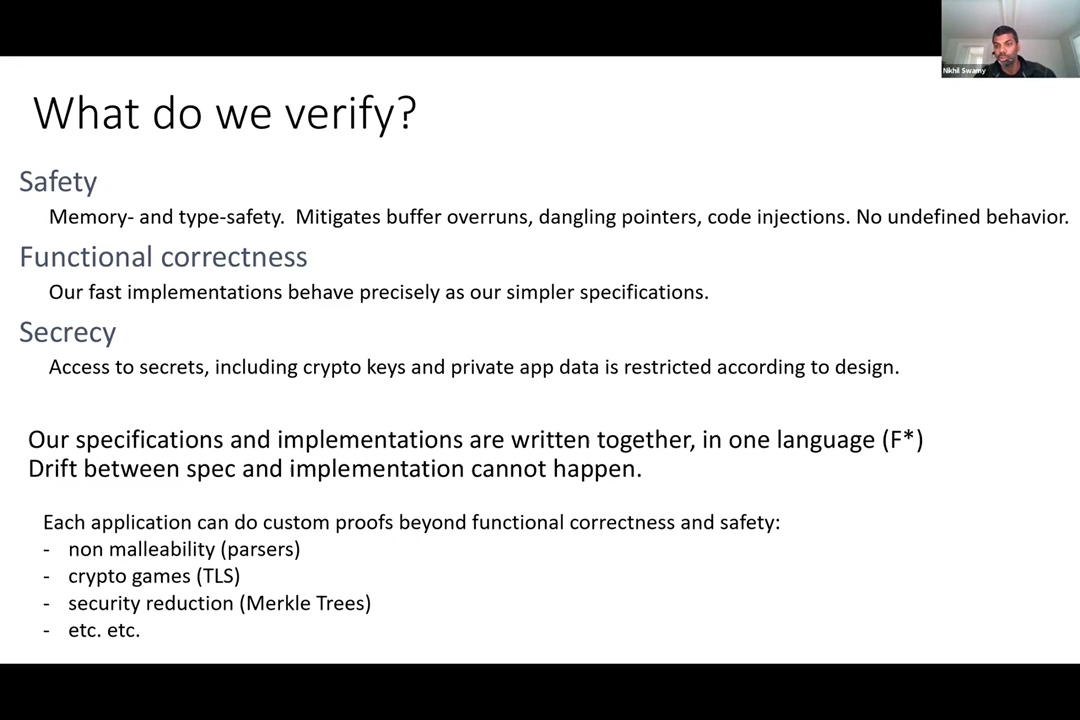 Nikhil Swamy
What do we verify?
Safety
Memory- and type-safety.  Mitigates buffer overruns, dangling pointers, code injections. No undefined behavior.
Functional correctness
Our fast implementations behave precisely as our simpler specifications.
Secrecy
Access to secrets, including crypto keys and private app data is restricted according to design.
Our specifications and implementations are written together, in one language (F*)
Drift between spec and implementation cannot happen.
Each application can do custom proofs beyond functional correctness and safety:
- non malleability (parsers)
- crypto games (TLS)
- security reduction (Merkle Trees)
- etc. etc.